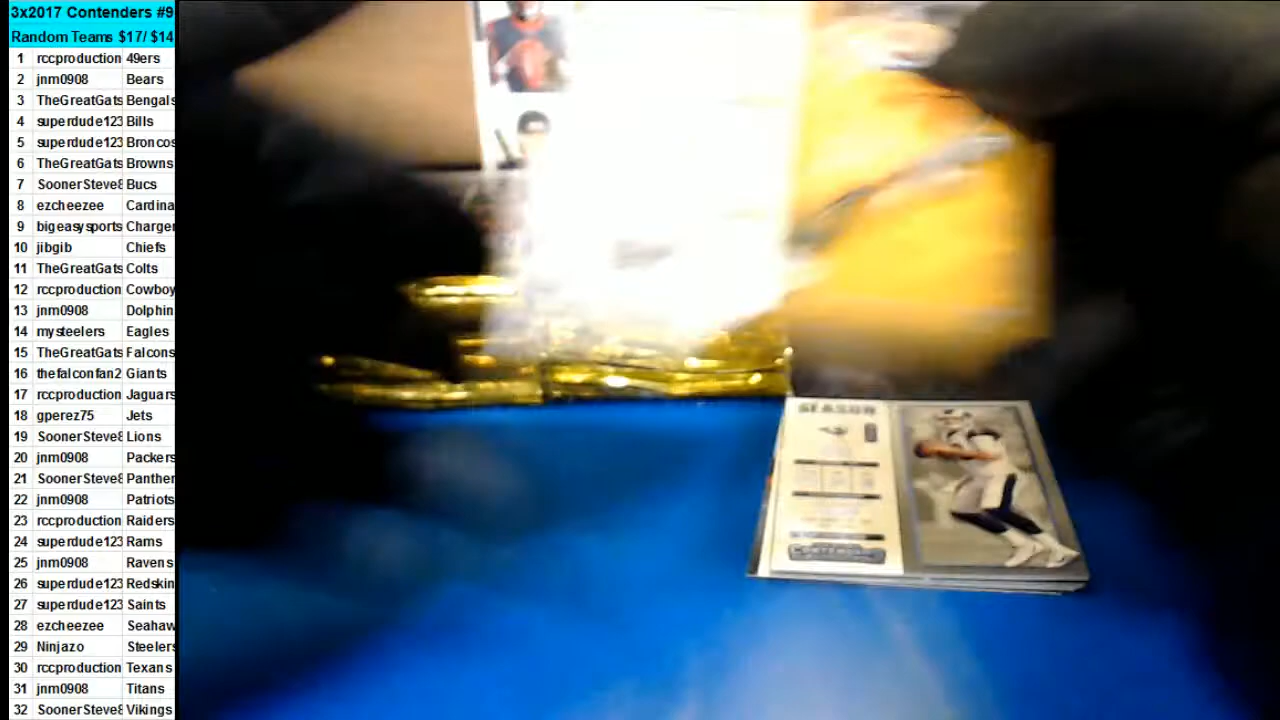 3x2017 Contenders #9
Random Teams $17/ $14
1 rccproduction 49ers
2 jnm0908 Bears
3 TheGreatGats Bengals
4 superdude123 Bills
5 superdude123 Broncos
6 TheGreatGats Browns
7 SoonerSteve8 Bucs
8 ezcheezee Cardina
9 bigeasysports Charger
10 jibgib Chiefs
11 TheGreatGats Colts
12 rccproduction Cowboy
13 jnm0908 Dolphin
14 mysteelers Eagles
15 TheGreatGats Falcons
16 thefalconfan2 Giants
17 rccproduction Jaguars
18 gperez75 Jets
19 SoonerSteve8 Lions
20 jnm0908 Packers
21 SoonerSteve8 Panther
22 jnm0908 Patriots
23 rccproduction Raiders
24 superdude123 Rams
25 jnm0908 Ravens
26 superdude123 Redskin
27 superdude123 Saints
28 ezcheezee Seahaw
29 Ninjazo Steelers
30 rccproduction Texans
31 jnm0908 Titans
32 SoonerSteve8 Vikings
SEASON
CONTENDERS